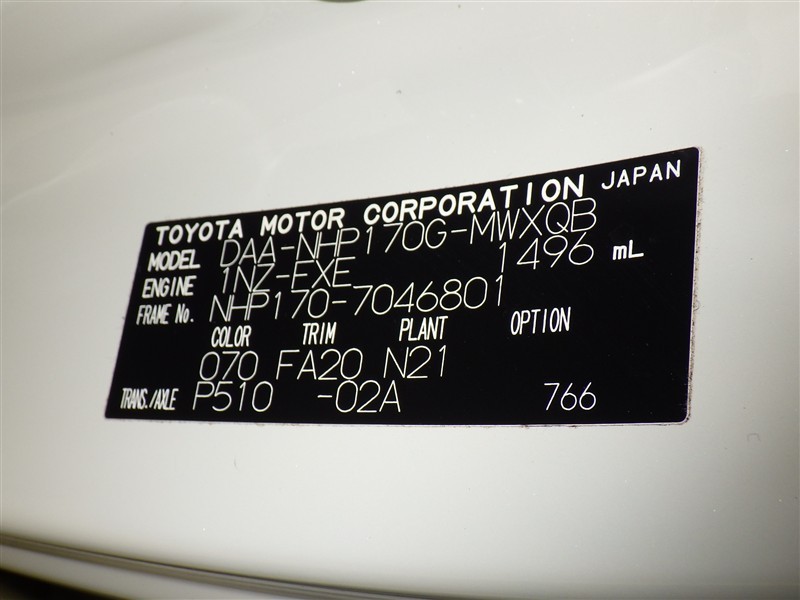 TOYOTA MOTOR CORPORATION JAPAN
MODEL DAA-NHP170G-MWXQB
ENGINE 1NZ-EXE 1496 mL
FRAME No. NHP170-7046801
COLOR TRIM PLANT OPTION
070 FA20 N21
TRANS./AXLE P510 -02A 766